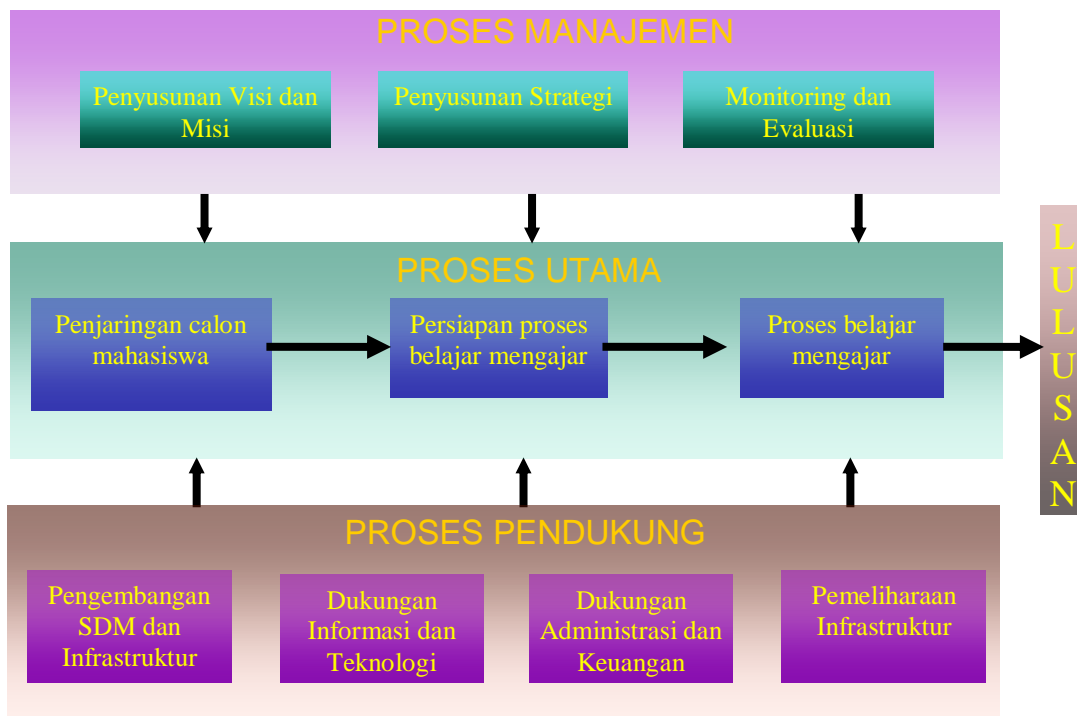 PROSES MANAJEMEN
Penyusunan Visi dan
Misi
Penyusunan Strategi
Monitoring dan
Evaluasi
PROSES UTAMA
Penjaringan calon
mahasiswa
Persiapan proses
belajar mengajar
Proses belajar
mengajar
L
U
L
U
S
A
N
PROSES PENDUKUNG
Pengembangan
SDM dan
Infrastruktur
Dukungan
Informasi dan
Teknologi
Dukungan
Administrasi dan
Keuangan
Pemeliharaan
Infrastruktur